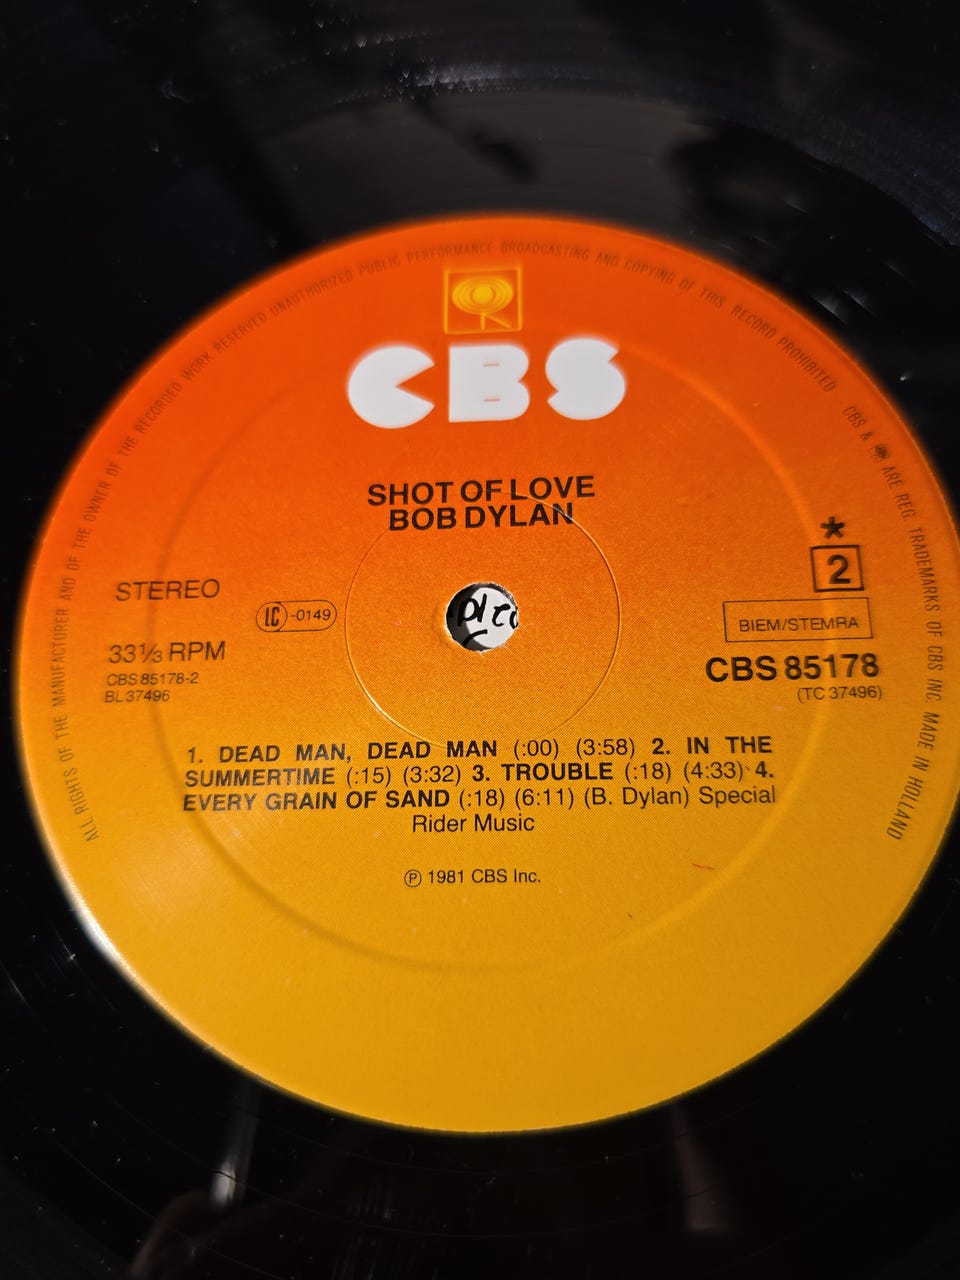 ALL RIGHTS OF THE MANUFACTURER AND OF THE OWNER OF THE RECORDED WORK RESERVED UNAUTHORIZED PUBLIC PERFORMANCE BROADCASTING AND COPYING OF THIS RECORD PROHIBITED
CBS & ARE REG. TRADEMARKS OF CBS INC. MADE IN HOLLAND
CBS
SHOT OF LOVE
BOB DYLAN
*
2
STEREO
LC-0149
BIEM/STEMRA
33⅓ RPM
CBS 85178-2
BL 37496
CBS 85178
(TC 37496)
1. DEAD MAN, DEAD MAN (:00) (3:58) 2. IN THE
SUMMERTIME (:15) (3:32) 3. TROUBLE (:18) (4:33) 4.
EVERY GRAIN OF SAND (:18) (6:11) (B. Dylan) Special
Rider Music
℗ 1981 CBS Inc.